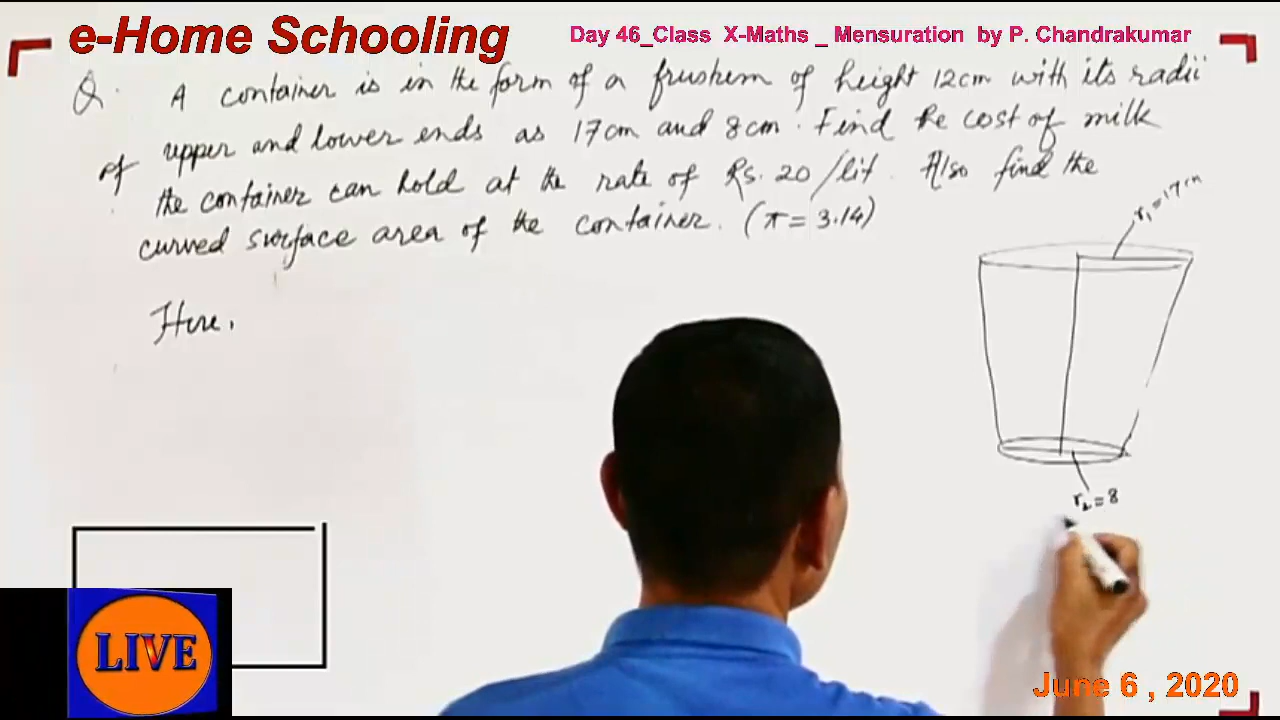 e-Home Schooling
Day 46_Class X-Maths _ Mensuration by P. Chandrakumar
Q. A container is in the form of a frustem of height 12cm with its radii
of upper and lower ends as 17cm and 8cm. Find the cost of milk
the container can hold at the rate of Rs. 20/lit. Also find the
curved surface area of the container. (π = 3.14)
r₁ = 17cm
Here,
r₂ = 8
LIVE
June 6 , 2020